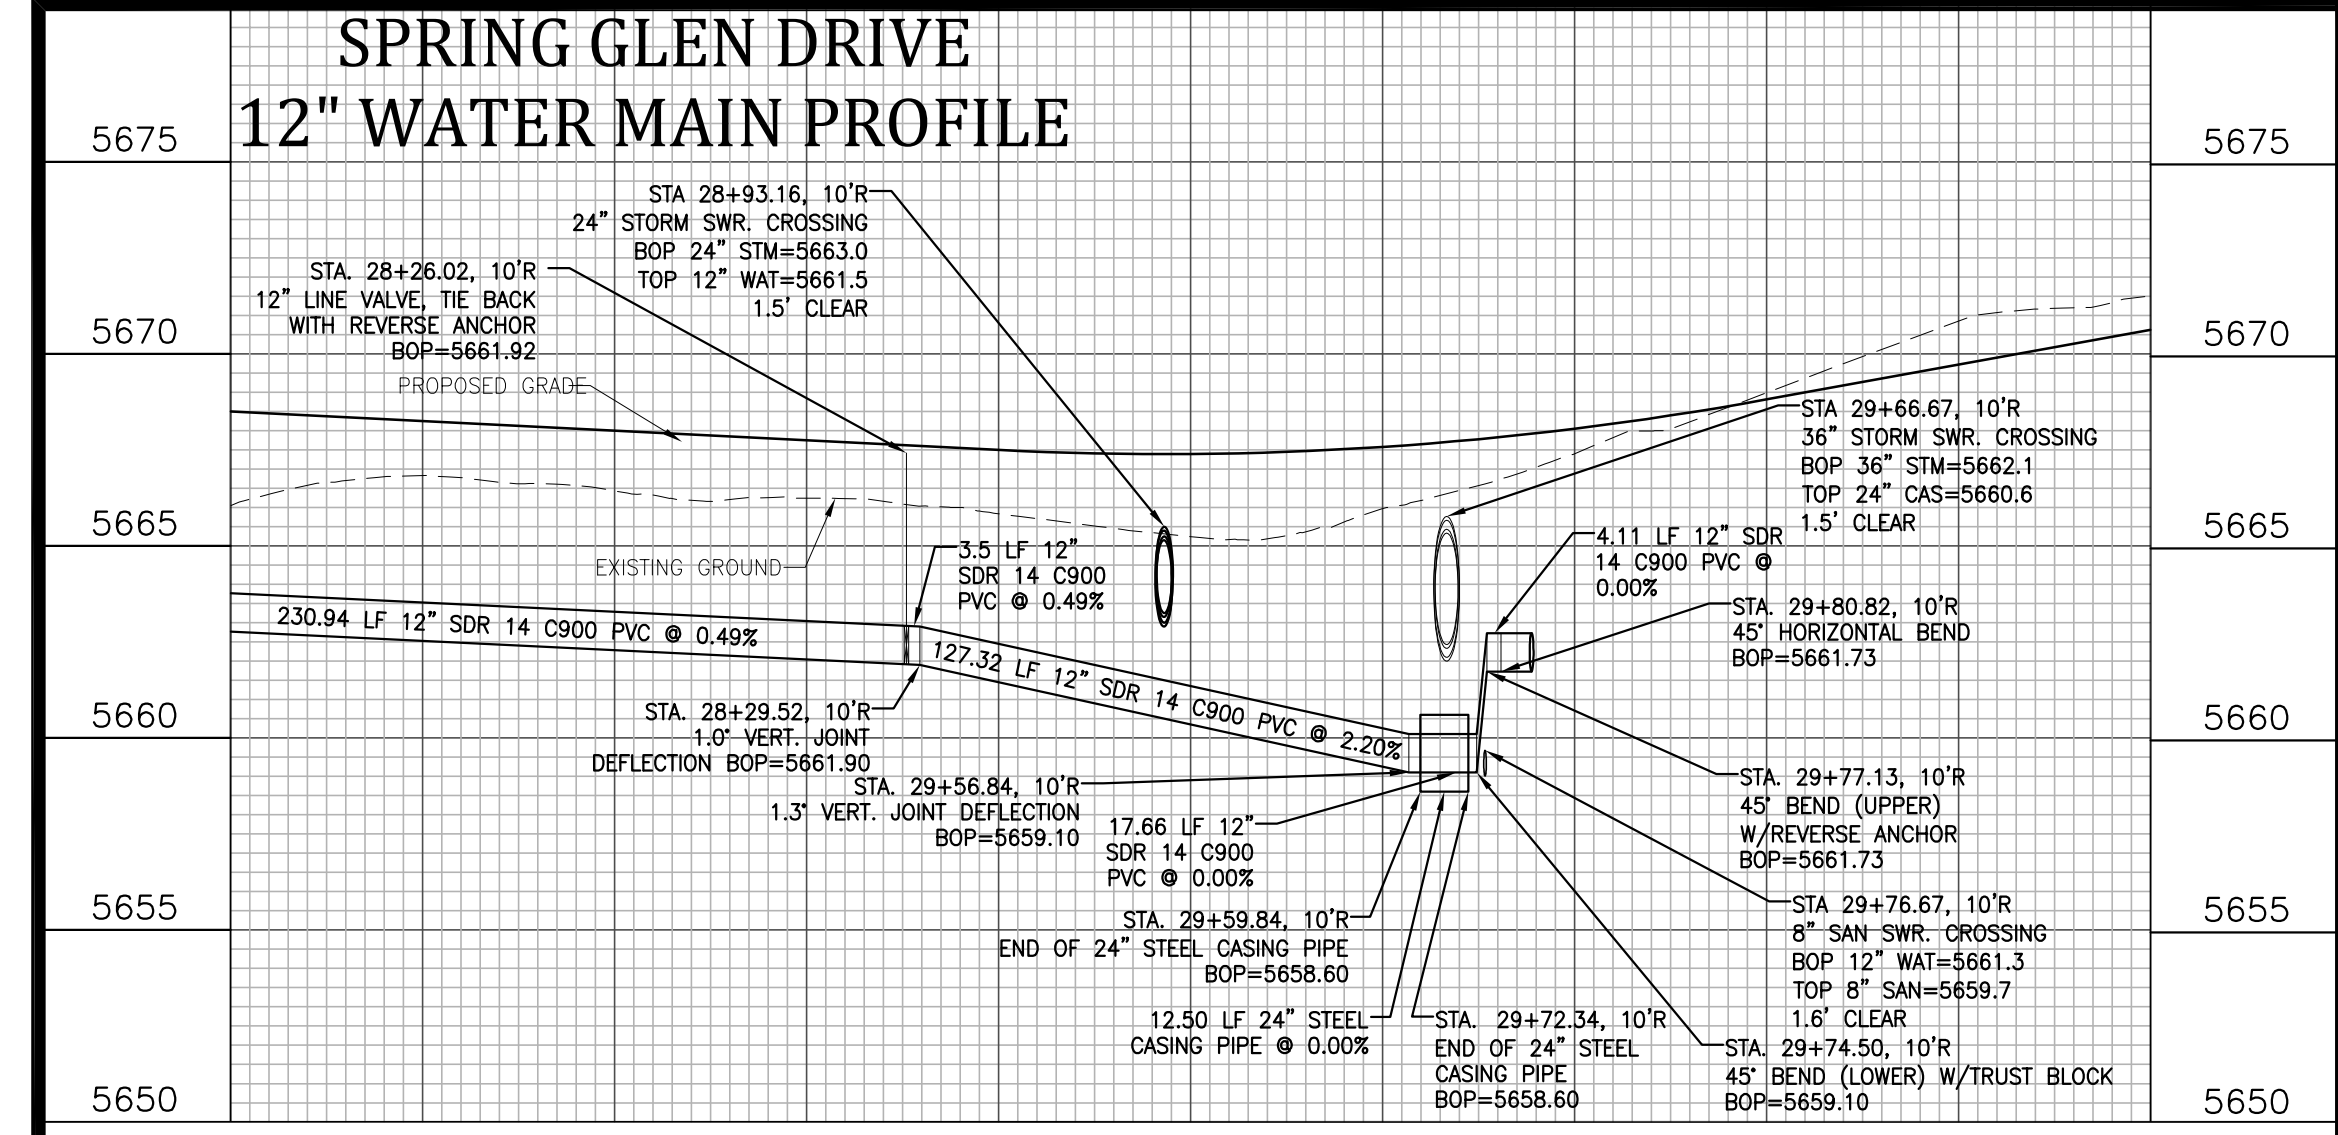 SPRING GLEN DRIVE
12" WATER MAIN PROFILE
5675
5670
5665
5660
5655
5650
5675
5670
5665
5660
5655
5650
STA 28+93.16, 10'R
24" STORM SWR. CROSSING
BOP 24" STM=5663.0
TOP 12" WAT=5661.5
1.5' CLEAR
STA. 28+26.02, 10'R
12" LINE VALVE, TIE BACK
WITH REVERSE ANCHOR
BOP=5661.92
PROPOSED GRADE
EXISTING GROUND
3.5 LF 12"
SDR 14 C900
PVC @ 0.49%
230.94 LF 12" SDR 14 C900 PVC @ 0.49%
127.32 LF 12" SDR 14 C900 PVC @ 2.20%
STA 29+66.67, 10'R
36" STORM SWR. CROSSING
BOP 36" STM=5662.1
TOP 24" CAS=5660.6
1.5' CLEAR
4.11 LF 12" SDR
14 C900 PVC @
0.00%
STA. 29+80.82, 10'R
45° HORIZONTAL BEND
BOP=5661.73
STA. 28+29.52, 10'R
1.0° VERT. JOINT
DEFLECTION BOP=5661.90
STA. 29+56.84, 10'R
1.3° VERT. JOINT DEFLECTION
BOP=5659.10
17.66 LF 12"
SDR 14 C900
PVC @ 0.00%
STA. 29+77.13, 10'R
45° BEND (UPPER)
W/REVERSE ANCHOR
BOP=5661.73
STA. 29+59.84, 10'R
END OF 24" STEEL CASING PIPE
BOP=5658.60
STA 29+76.67, 10'R
8" SAN SWR. CROSSING
BOP 12" WAT=5661.3
TOP 8" SAN=5659.7
1.6' CLEAR
12.50 LF 24" STEEL
CASING PIPE @ 0.00%
STA. 29+72.34, 10'R
END OF 24" STEEL
CASING PIPE
BOP=5658.60
STA. 29+74.50, 10'R
45° BEND (LOWER) W/TRUST BLOCK
BOP=5659.10